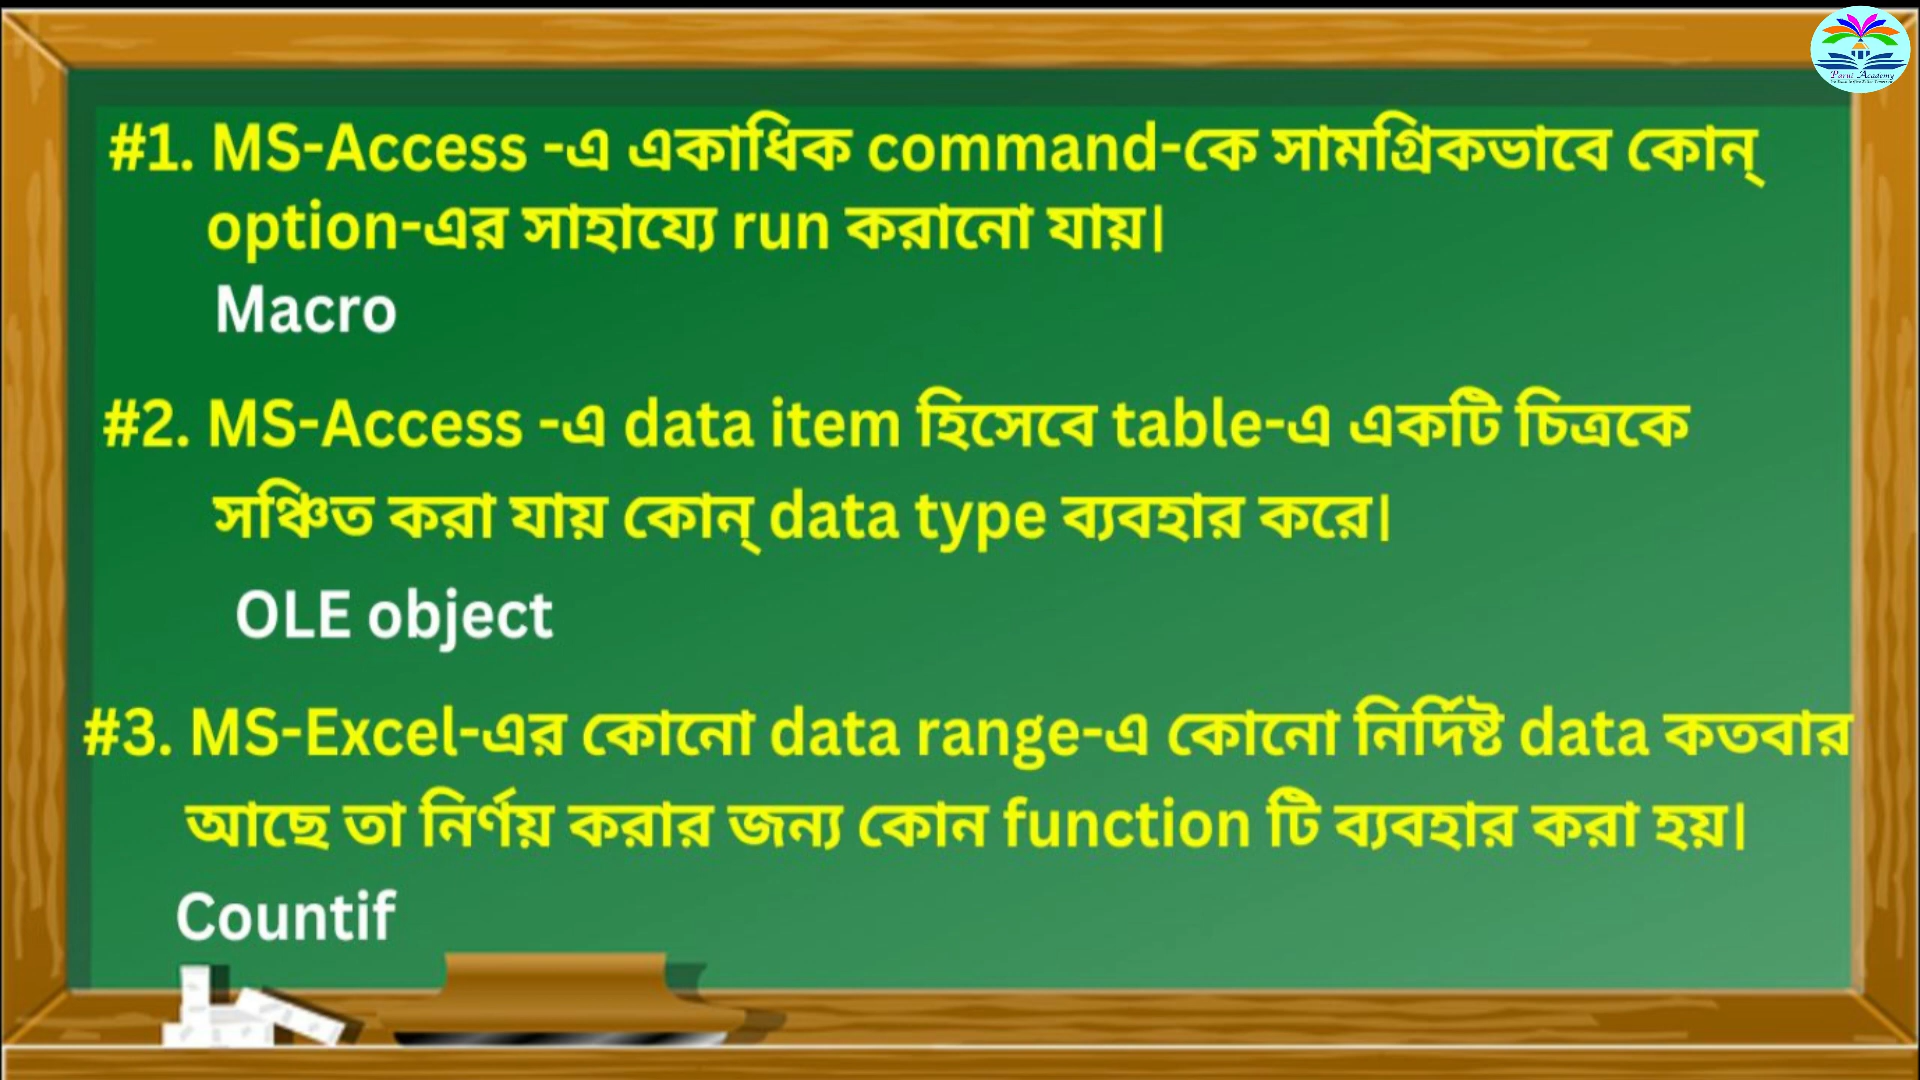 #1. MS-Access -এ একাধিক command-কে সামগ্রিকভাবে কোন্
option-এর সাহায্যে run করানো যায়।
Macro
#2. MS-Access -এ data item হিসেবে table-এ একটি চিত্রকে
সঞ্চিত করা যায় কোন্ data type ব্যবহার করে।
OLE object
#3. MS-Excel-এর কোনো data range-এ কোনো নির্দিষ্ট data কতবার
আছে তা নির্ণয় করার জন্য কোন function টি ব্যবহার করা হয়।
Countif